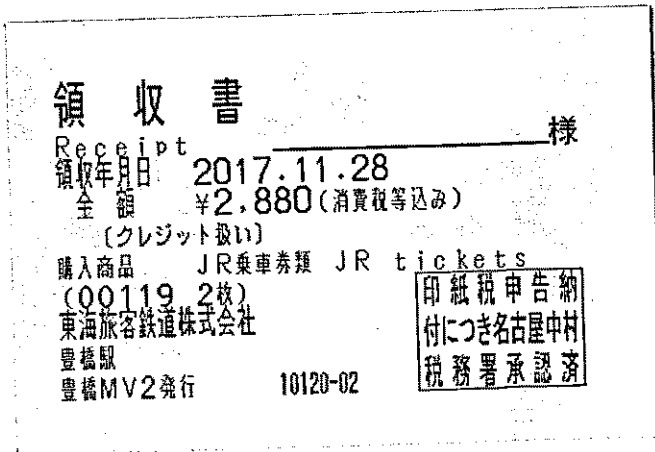 領収書
Receipt 様
領収年月日 2017.11.28
金額 ¥2,880(消費税等込み)
(クレジット扱い)
購入商品 JR乗車券類 JR tickets
(00119 2枚)
東海旅客鉄道株式会社
豊橋駅
豊橋MV2発行 10120-02
印紙税申告納
付につき名古屋中村
税務署承認済